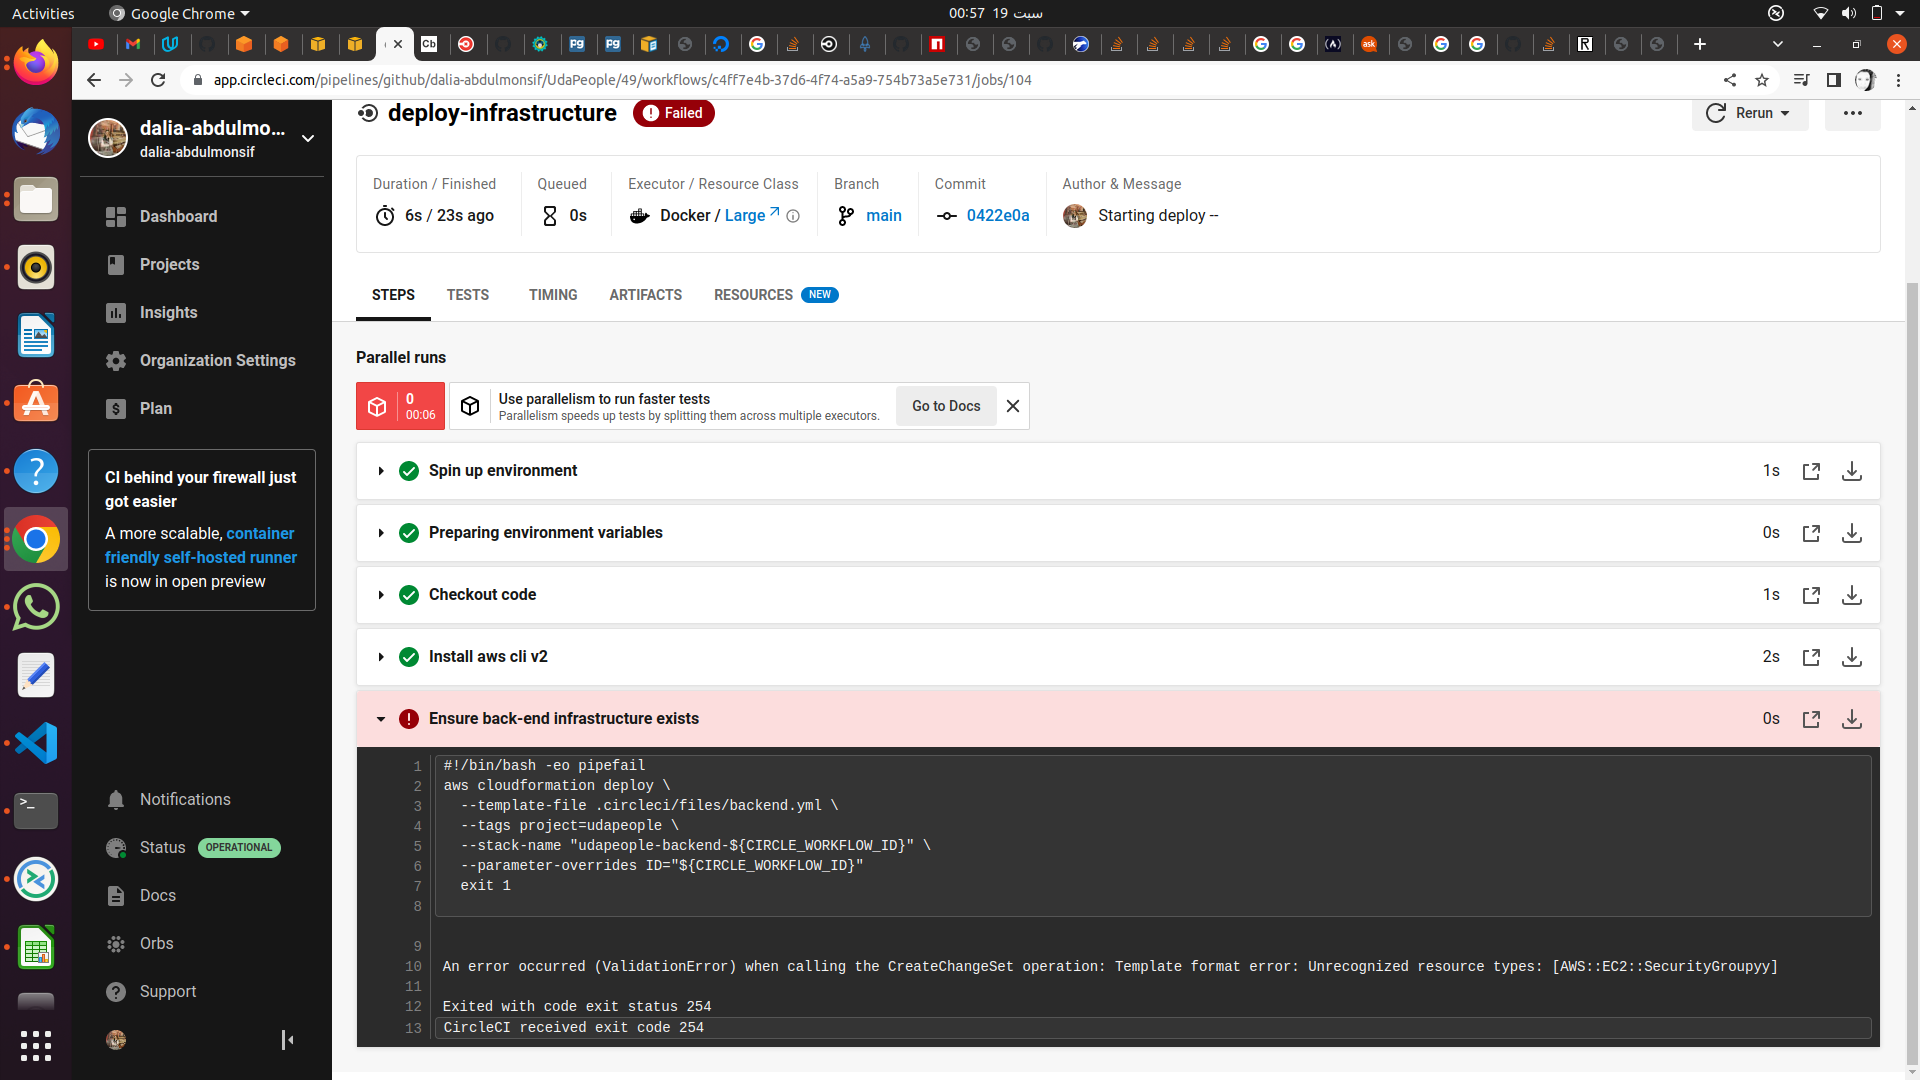 Activities
Google Chrome
00:57 19 سبت
app.circleci.com/pipelines/github/dalia-abdulmonsif/UdaPeople/49/workflows/c4ff7e4b-37d6-4f74-a5a9-754b73a5e731/jobs/104
dalia-abdulmo...
dalia-abdulmonsif
Dashboard
Projects
Insights
Organization Settings
Plan
CI behind your firewall just
got easier
A more scalable, container
friendly self-hosted runner
is now in open preview
Notifications
Status OPERATIONAL
Docs
Orbs
Support
deploy-infrastructure Failed
Rerun
Duration / Finished
6s / 23s ago
Queued
0s
Executor / Resource Class
Docker / Large
Branch
main
Commit
0422e0a
Author & Message
Starting deploy --
STEPS TESTS TIMING ARTIFACTS RESOURCES NEW
Parallel runs
0
00:06
Use parallelism to run faster tests
Parallelism speeds up tests by splitting them across multiple executors.
Go to Docs
Spin up environment 1s
Preparing environment variables 0s
Checkout code 1s
Install aws cli v2 2s
Ensure back-end infrastructure exists 0s
1 #!/bin/bash -eo pipefail
2 aws cloudformation deploy \
3 --template-file .circleci/files/backend.yml \
4 --tags project=udapeople \
5 --stack-name "udapeople-backend-${CIRCLE_WORKFLOW_ID}" \
6 --parameter-overrides ID="${CIRCLE_WORKFLOW_ID}"
7 exit 1
8
9
10 An error occurred (ValidationError) when calling the CreateChangeSet operation: Template format error: Unrecognized resource types: [AWS::EC2::SecurityGroupyy]
11
12 Exited with code exit status 254
13 CircleCI received exit code 254